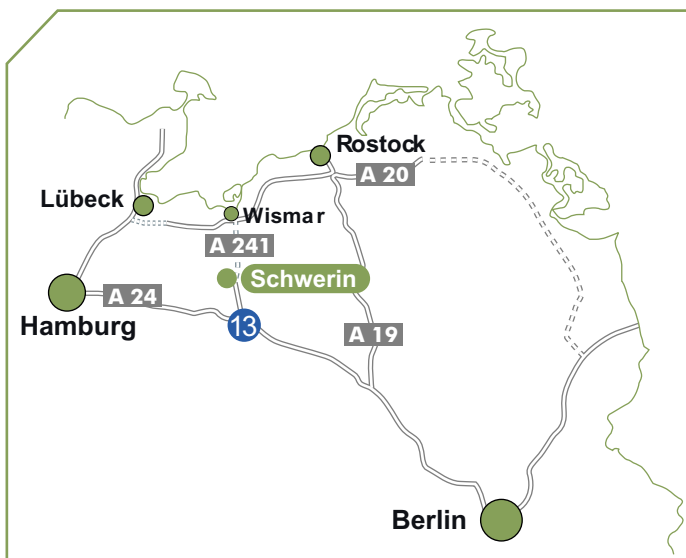 Rostock
A 20
Lübeck
Wismar
A 241
Schwerin
A 24
Hamburg
13
A 19
Berlin